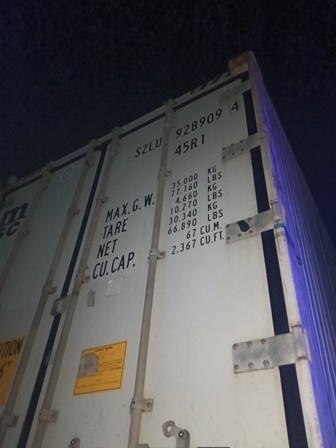 SZLU 928909 4
45R1
MAX.G.W. 35.000 KG
77.160 LBS
TARE 4.660 KG
10.270 LBS
NET 30.340 KG
66.890 LBS
CU.CAP. 67 CU.M.
2.367 CU.FT.